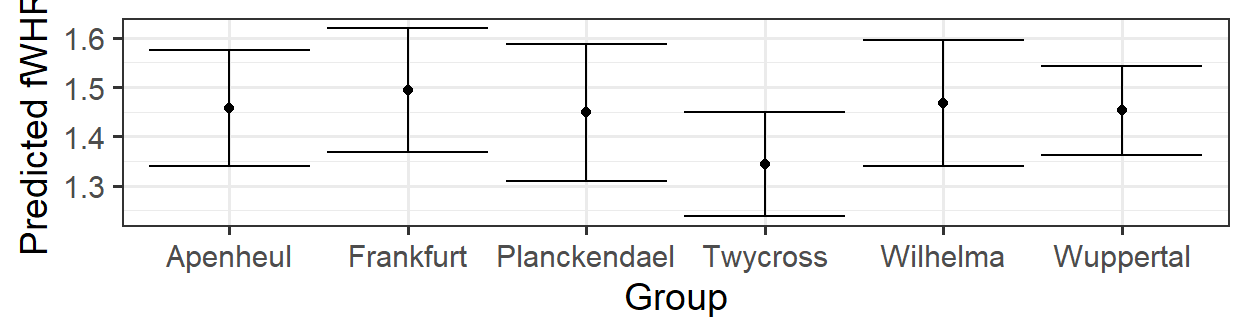 Predicted fWHR
1.6
1.5
1.4
1.3
Apenheul Frankfurt Planckendael Twycross Wilhelma Wuppertal
Group